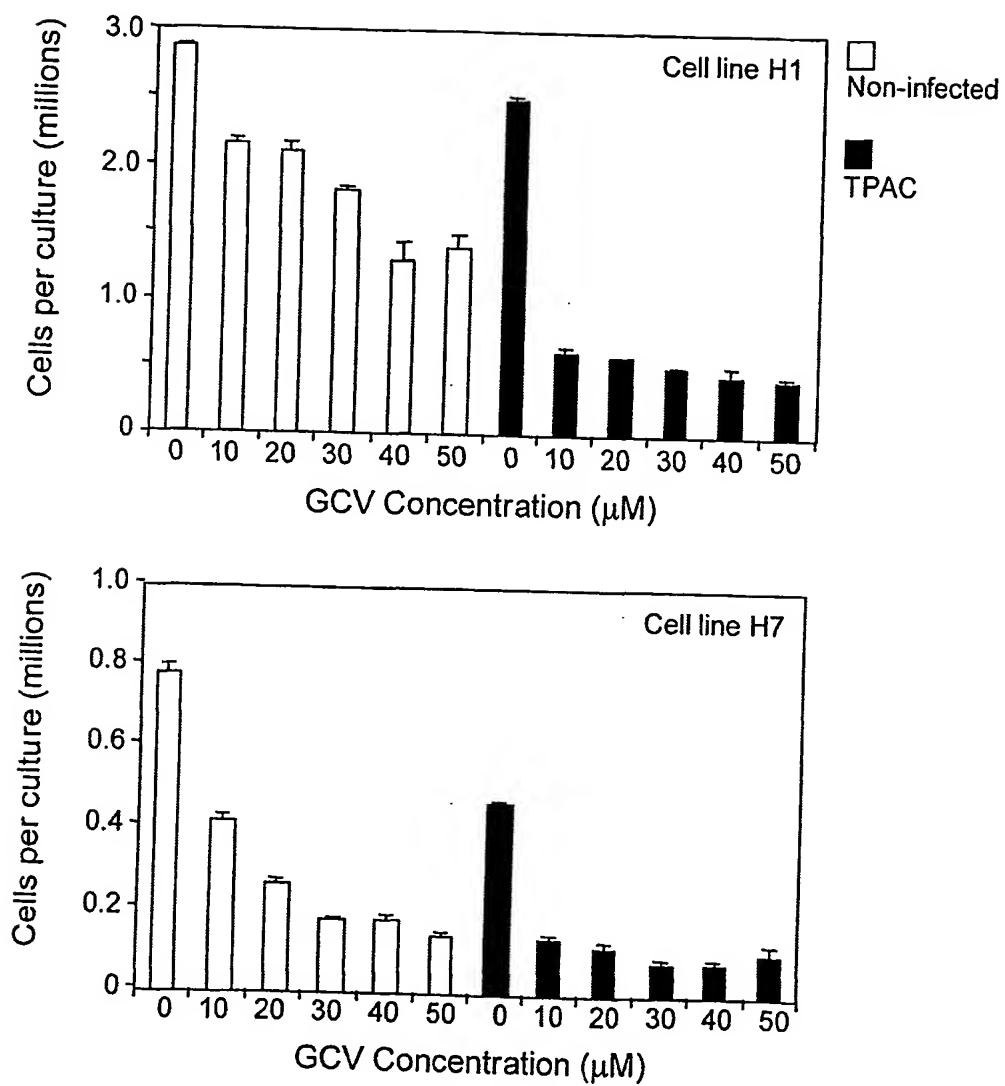 3.0
2.0
1.0
0
Cells per culture (millions)
Cell line H1
Non-infected
TPAC
0 10 20 30 40 50 0 10 20 30 40 50
GCV Concentration (μM)
1.0
0.8
0.6
0.4
0.2
0
Cells per culture (millions)
Cell line H7
0 10 20 30 40 50 0 10 20 30 40 50
GCV Concentration (μM)